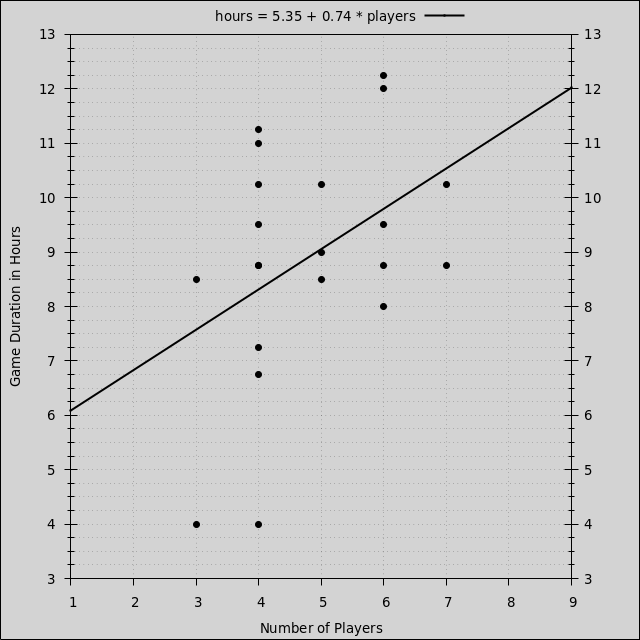 hours = 5.35 + 0.74 * players
13 13
12 12
11 11
10 10
9 9
8 8
7 7
6 6
5 5
4 4
3 3
1 2 3 4 5 6 7 8 9
Game Duration in Hours
Number of Players